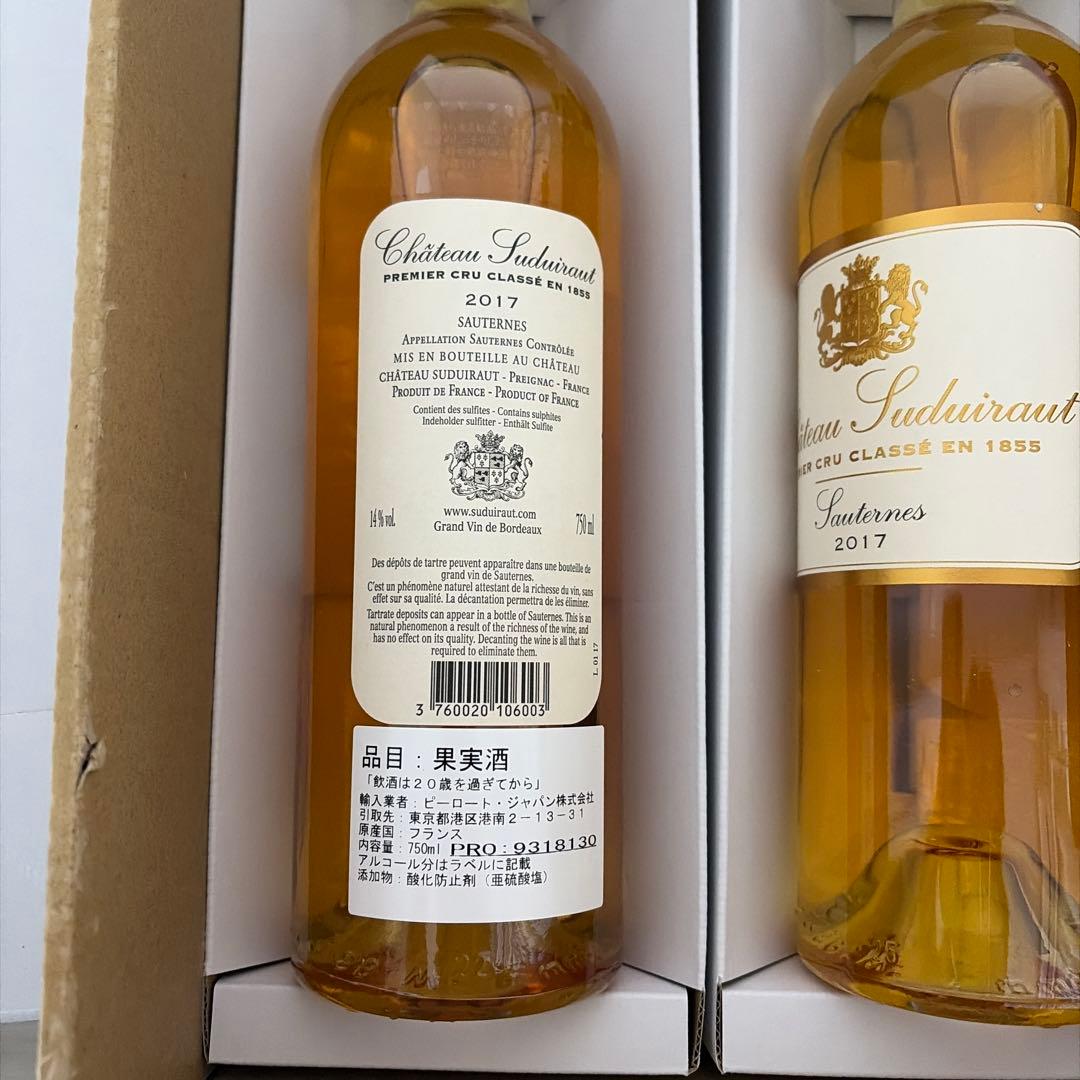 Château Suduiraut
PREMIER CRU CLASSÉ EN 1855
2017
SAUTERNES
APPELLATION SAUTERNES CONTRÔLÉE
MIS EN BOUTEILLE AU CHÂTEAU
CHÂTEAU SUDUIRAUT - PREIGNAC - FRANCE
PRODUIT DE FRANCE - PRODUCT OF FRANCE
Contient des sulfites - Contains sulphites
Indeholder sulfitter - Enthält Sulfite
www.suduiraut.com
14 % vol.
Grand Vin de Bordeaux
750 ml
Des dépôts de tartre peuvent apparaître dans une bouteille de
grand vin de Sauternes.
C'est un phénomène naturel attestant de la richesse du vin, sans
effet sur sa qualité. La décantation permettra de les éliminer.
Tartrate deposits can appear in a bottle of Sauternes. This is an
natural phenomenon a result of the richness of the wine, and
has no effect on its quality. Decanting the wine is all that is
required to eliminate them.
L. 01 17
3 760020 106003
品目：果実酒
「飲酒は２０歳を過ぎてから」
輸入業者：ピーロート・ジャパン株式会社
引取先：東京都港区港南２－１３－３１
原産国：フランス
内容量：750ml PRO：9318130
アルコール分はラベルに記載
添加物：酸化防止剤（亜硫酸塩）
âteau Suduiraut
IER CRU CLASSÉ EN 1855
Sauternes
2017